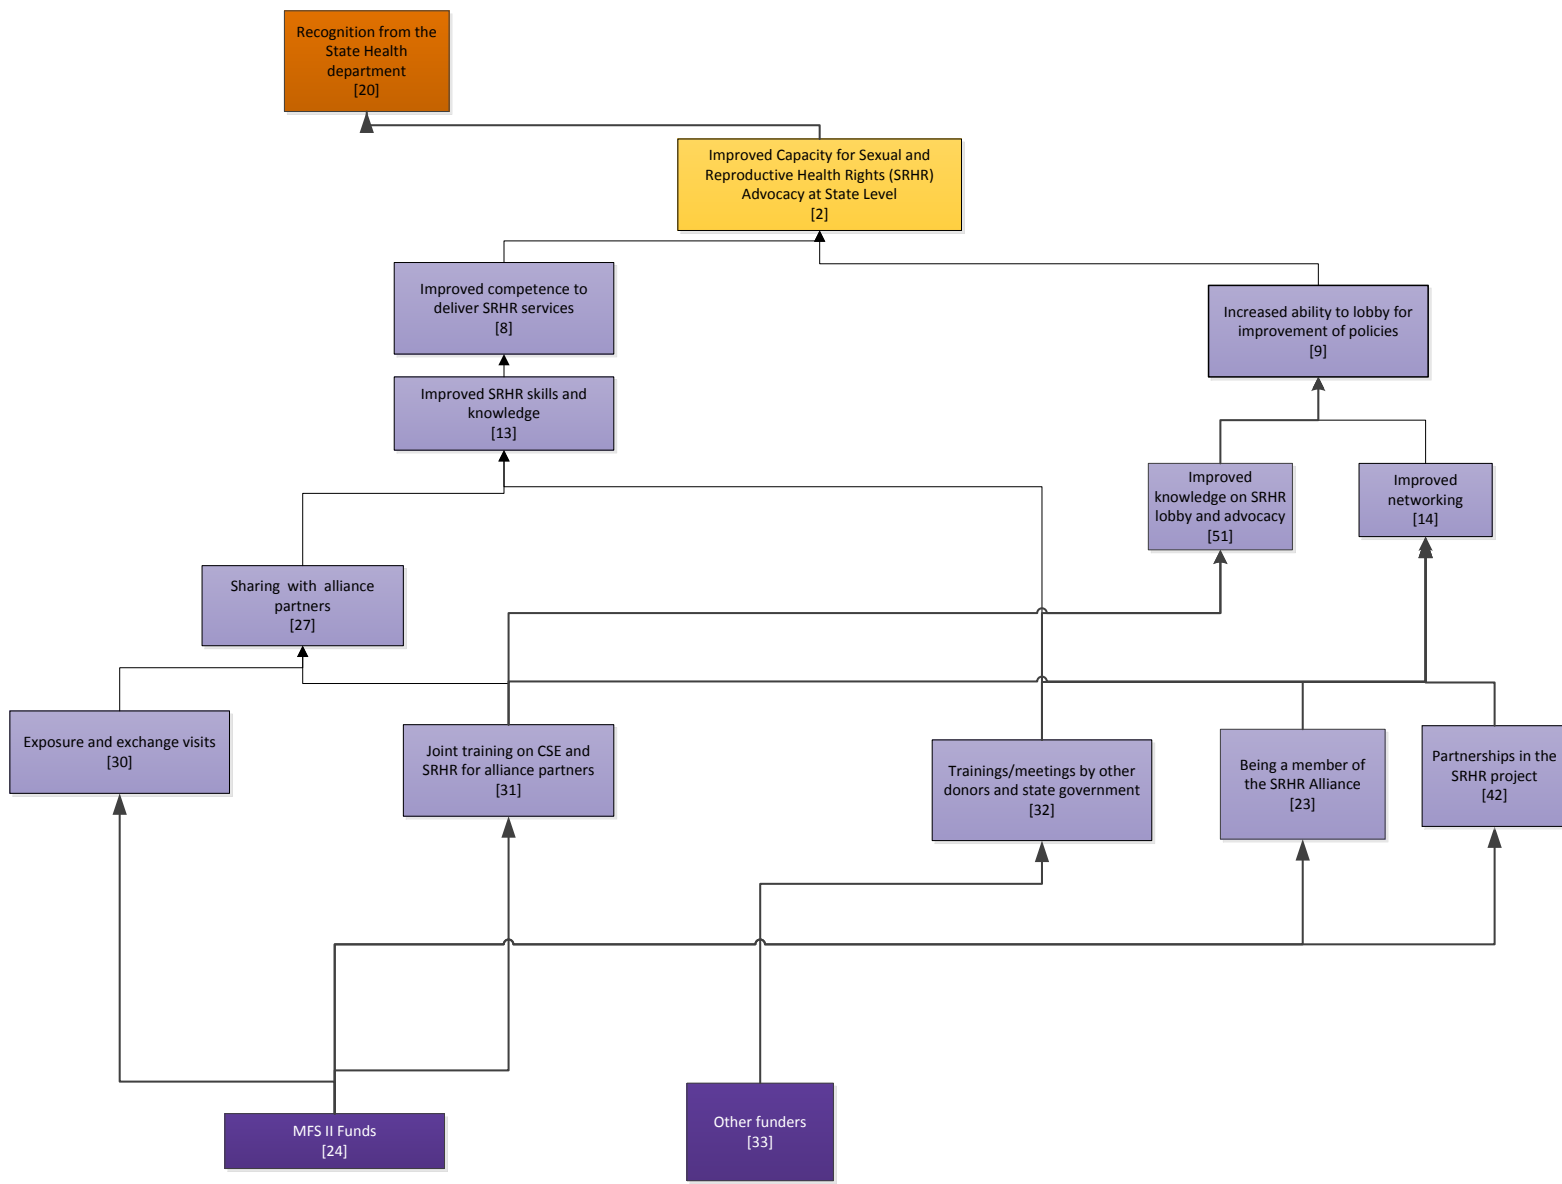 Recognition from the
State Health
department
[20]
Improved Capacity for Sexual and
Reproductive Health Rights (SRHR)
Advocacy at State Level
[2]
Improved competence to
deliver SRHR services
[8]
Increased ability to lobby for
improvement of policies
[9]
Improved SRHR skills and
knowledge
[13]
Improved
knowledge on SRHR
lobby and advocacy
[51]
Improved
networking
[14]
Sharing with alliance
partners
[27]
Exposure and exchange visits
[30]
Joint training on CSE and
SRHR for alliance partners
[31]
Trainings/meetings by other
donors and state government
[32]
Being a member of
the SRHR Alliance
[23]
Partnerships in the
SRHR project
[42]
MFS II Funds
[24]
Other funders
[33]